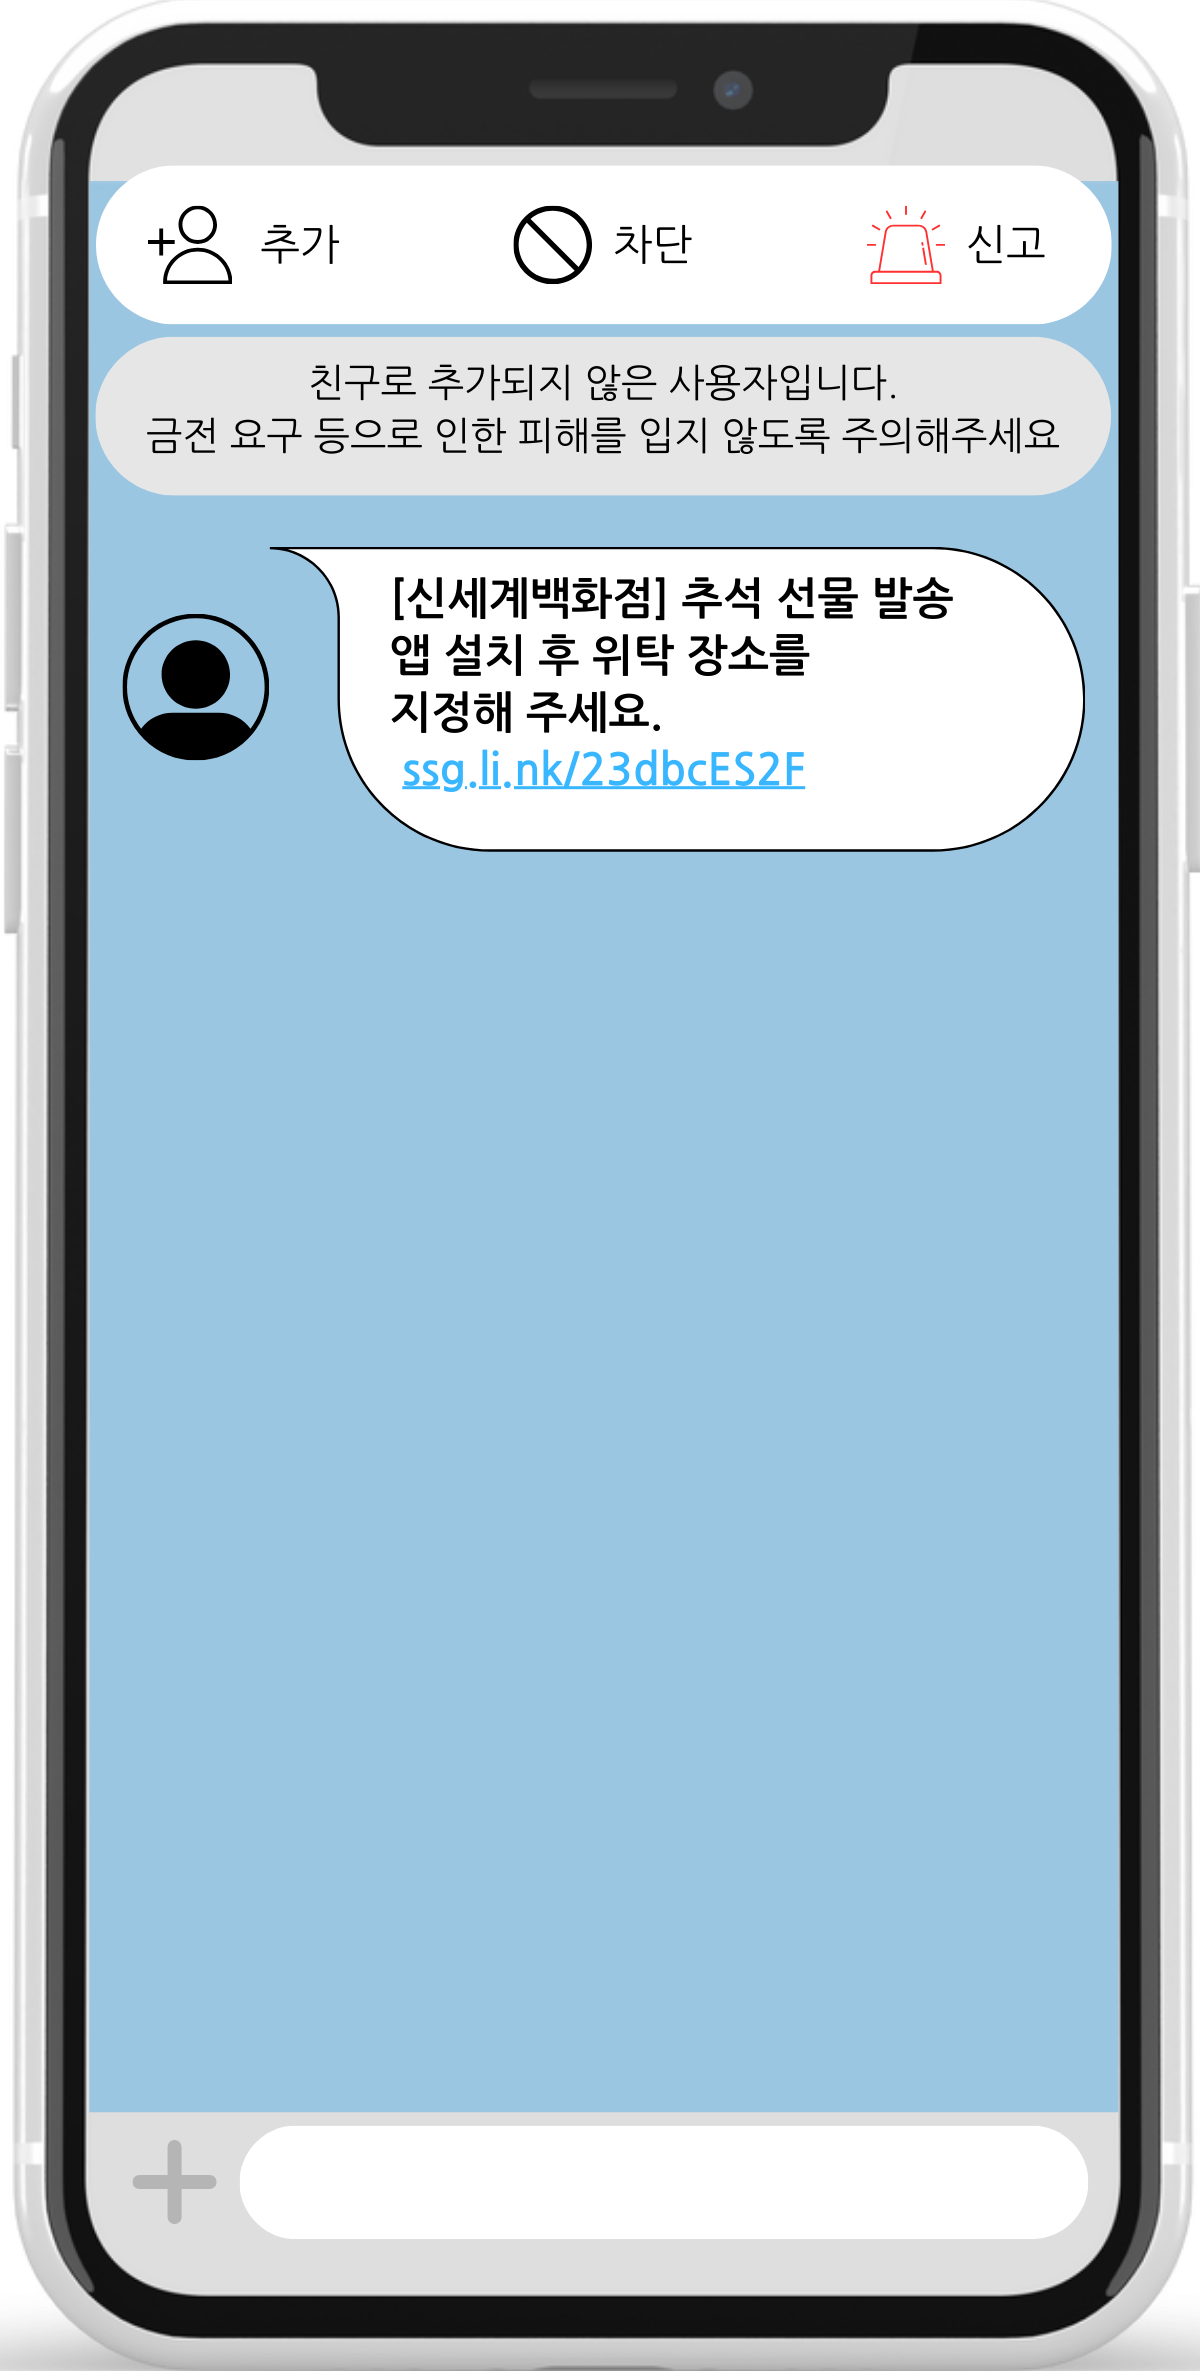 추가 차단 신고
친구로 추가되지 않은 사용자입니다.
금전 요구 등으로 인한 피해를 입지 않도록 주의해주세요
[신세계백화점] 추석 선물 발송
앱 설치 후 위탁 장소를
지정해 주세요.
ssg.li.nk/23dbcES2F